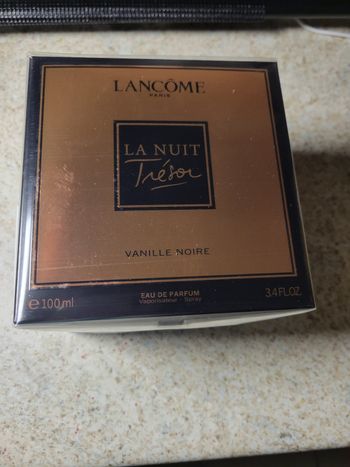 LANCÔME
PARIS
LA NUIT
Trésor
VANILLE NOIRE
EAU DE PARFUM
Vaporisateur - Spray
℮ 100 ml
3.4 FL.OZ.